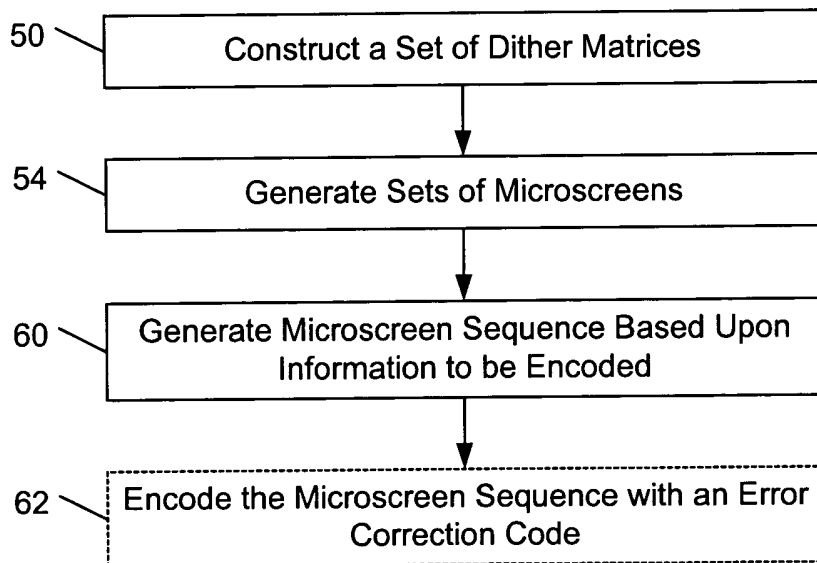 50
Construct a Set of Dither Matrices
54
Generate Sets of Microscreens
60
Generate Microscreen Sequence Based Upon
Information to be Encoded
62
Encode the Microscreen Sequence with an Error
Correction Code